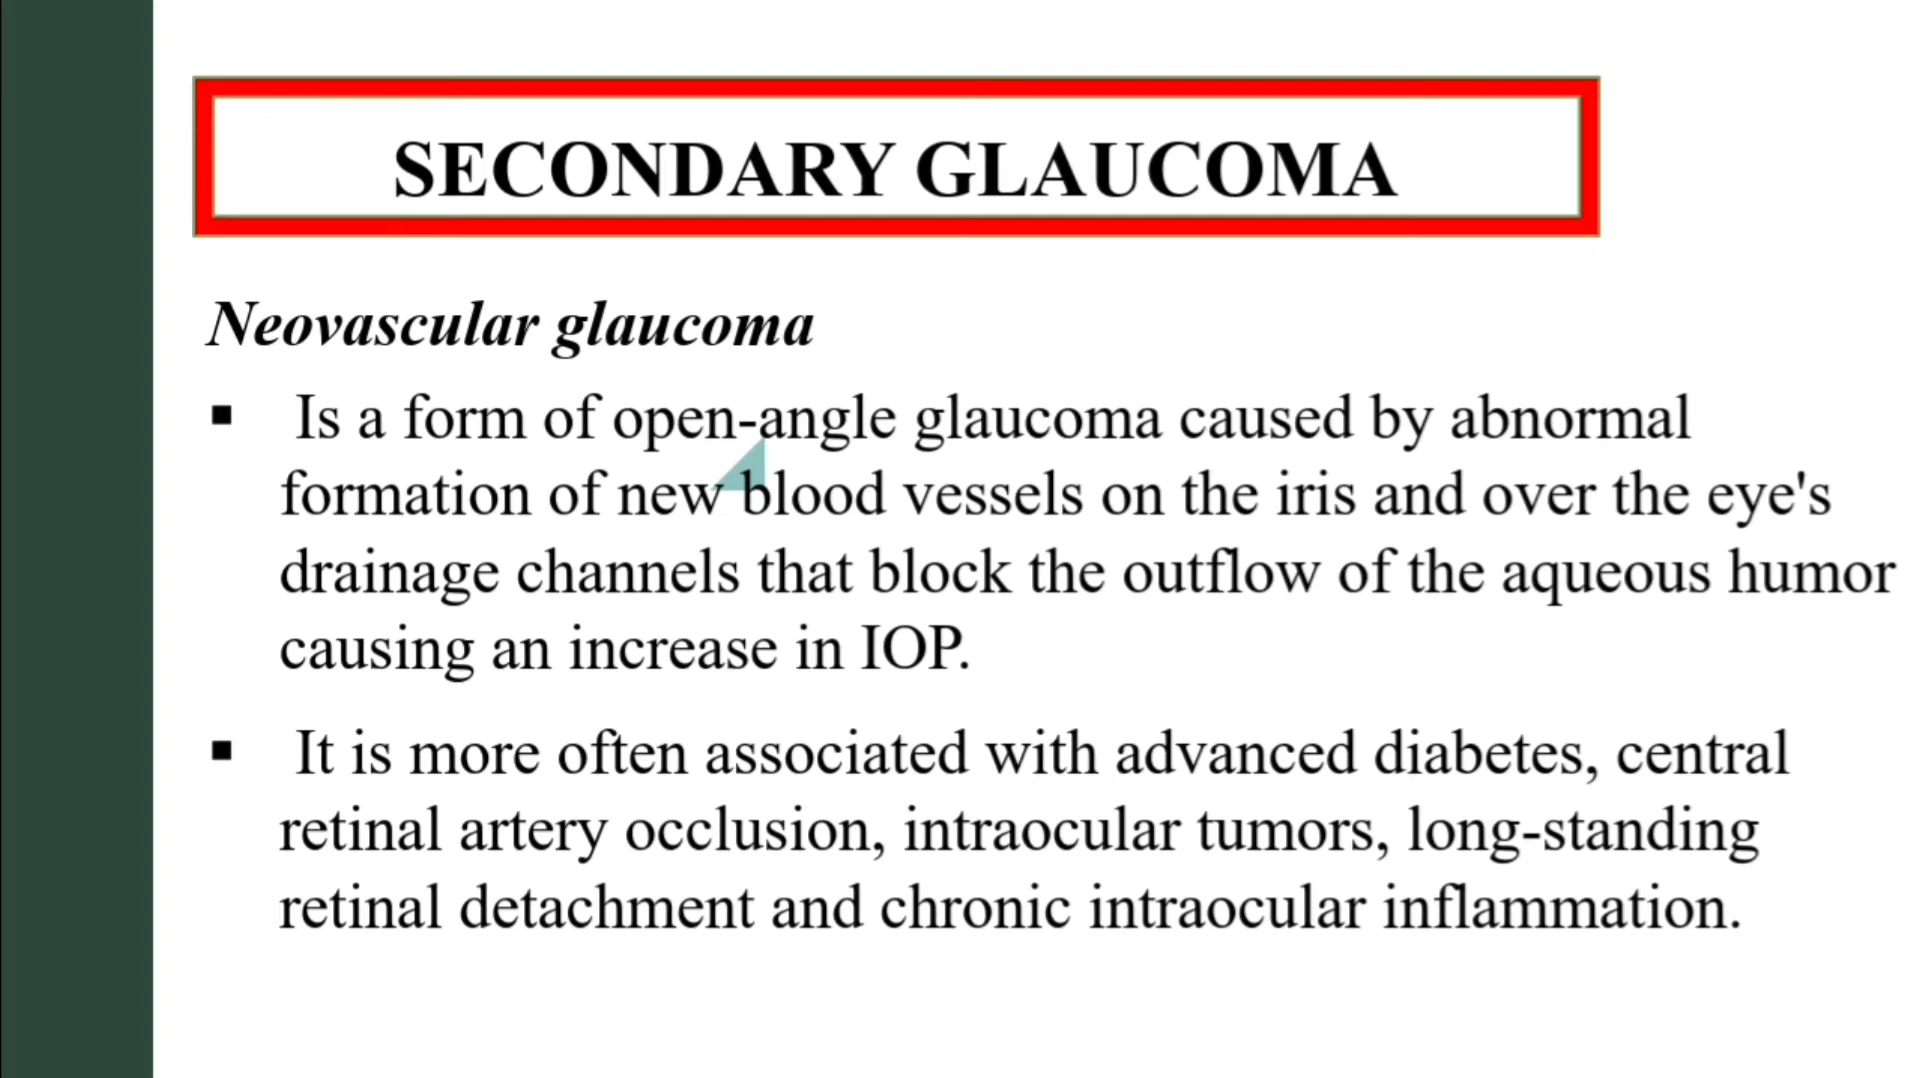 SECONDARY GLAUCOMA
Neovascular glaucoma
▪ Is a form of open-angle glaucoma caused by abnormal
formation of new blood vessels on the iris and over the eye's
drainage channels that block the outflow of the aqueous humor
causing an increase in IOP.
▪ It is more often associated with advanced diabetes, central
retinal artery occlusion, intraocular tumors, long-standing
retinal detachment and chronic intraocular inflammation.